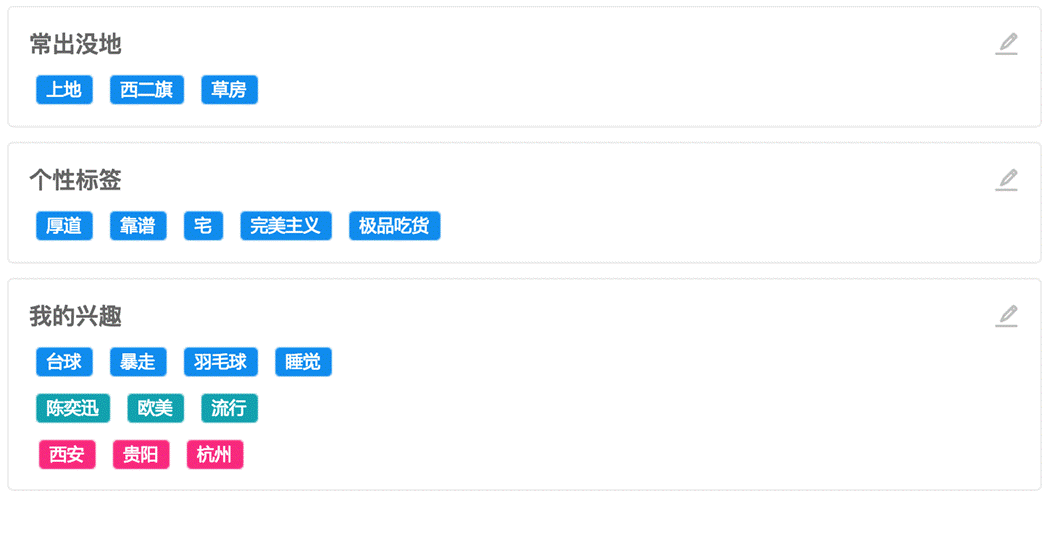 常出没地
上地 西二旗 草房
个性标签
厚道 靠谱 宅 完美主义 极品吃货
我的兴趣
台球 暴走 羽毛球 睡觉
陈奕迅 欧美 流行
西安 贵阳 杭州